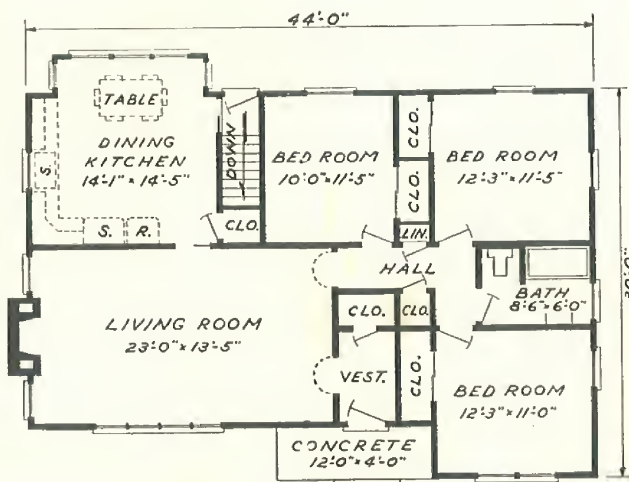 44'-0"
TABLE
DINING
KITCHEN
14'-1" × 14'-5"
S.
S.
R.
DOWN
CLO.
BED ROOM
10'-0" × 11'-5"
CLO.
CLO.
LIN.
BED ROOM
12'-3" × 11'-5"
HALL
BATH
8'-6" × 6'-0"
LIVING ROOM
23'-0" × 13'-5"
CLO.
CLO.
VEST.
CLO.
BED ROOM
12'-3" × 11'-0"
CONCRETE
12'-0" × 4'-0"